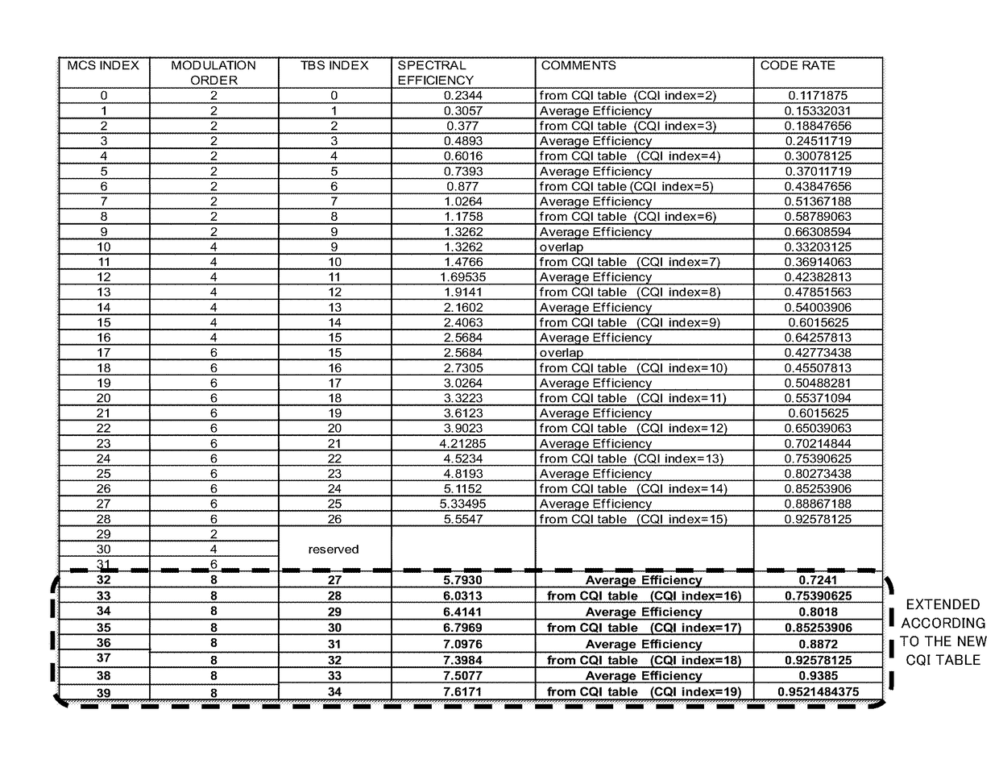 MCS INDEX MODULATION ORDER TBS INDEX SPECTRAL EFFICIENCY COMMENTS CODE RATE
0 2 0 0.2344 from CQI table (CQI index=2) 0.1171875
1 2 1 0.3057 Average Efficiency 0.15332031
2 2 2 0.377 from CQI table (CQI index=3) 0.18847656
3 2 3 0.4893 Average Efficiency 0.24511719
4 2 4 0.6016 from CQI table (CQI index=4) 0.30078125
5 2 5 0.7393 Average Efficiency 0.37011719
6 2 6 0.877 from CQI table (CQI index=5) 0.43847656
7 2 7 1.0264 Average Efficiency 0.51367188
8 2 8 1.1758 from CQI table (CQI index=6) 0.58789063
9 2 9 1.3262 Average Efficiency 0.66308594
10 4 9 1.3262 overlap 0.33203125
11 4 10 1.4766 from CQI table (CQI index=7) 0.36914063
12 4 11 1.69535 Average Efficiency 0.42382813
13 4 12 1.9141 from CQI table (CQI index=8) 0.47851563
14 4 13 2.1602 Average Efficiency 0.54003906
15 4 14 2.4063 from CQI table (CQI index=9) 0.6015625
16 4 15 2.5684 Average Efficiency 0.64257813
17 6 15 2.5684 overlap 0.42773438
18 6 16 2.7305 from CQI table (CQI index=10) 0.45507813
19 6 17 3.0264 Average Efficiency 0.50488281
20 6 18 3.3223 from CQI table (CQI index=11) 0.55371094
21 6 19 3.6123 Average Efficiency 0.6015625
22 6 20 3.9023 from CQI table (CQI index=12) 0.65039063
23 6 21 4.21285 Average Efficiency 0.70214844
24 6 22 4.5234 from CQI table (CQI index=13) 0.75390625
25 6 23 4.8193 Average Efficiency 0.80273438
26 6 24 5.1152 from CQI table (CQI index=14) 0.85253906
27 6 25 5.33495 Average Efficiency 0.88867188
28 6 26 5.5547 from CQI table (CQI index=15) 0.92578125
29 2
30 4 reserved
31 6
32 8 27 5.7930 Average Efficiency 0.7241
33 8 28 6.0313 from CQI table (CQI index=16) 0.75390625
34 8 29 6.4141 Average Efficiency 0.8018
35 8 30 6.7969 from CQI table (CQI index=17) 0.85253906
36 8 31 7.0976 Average Efficiency 0.8872
37 8 32 7.3984 from CQI table (CQI index=18) 0.92578125
38 8 33 7.5077 Average Efficiency 0.9385
39 8 34 7.6171 from CQI table (CQI index=19) 0.9521484375
EXTENDED
ACCORDING
TO THE NEW
CQI TABLE